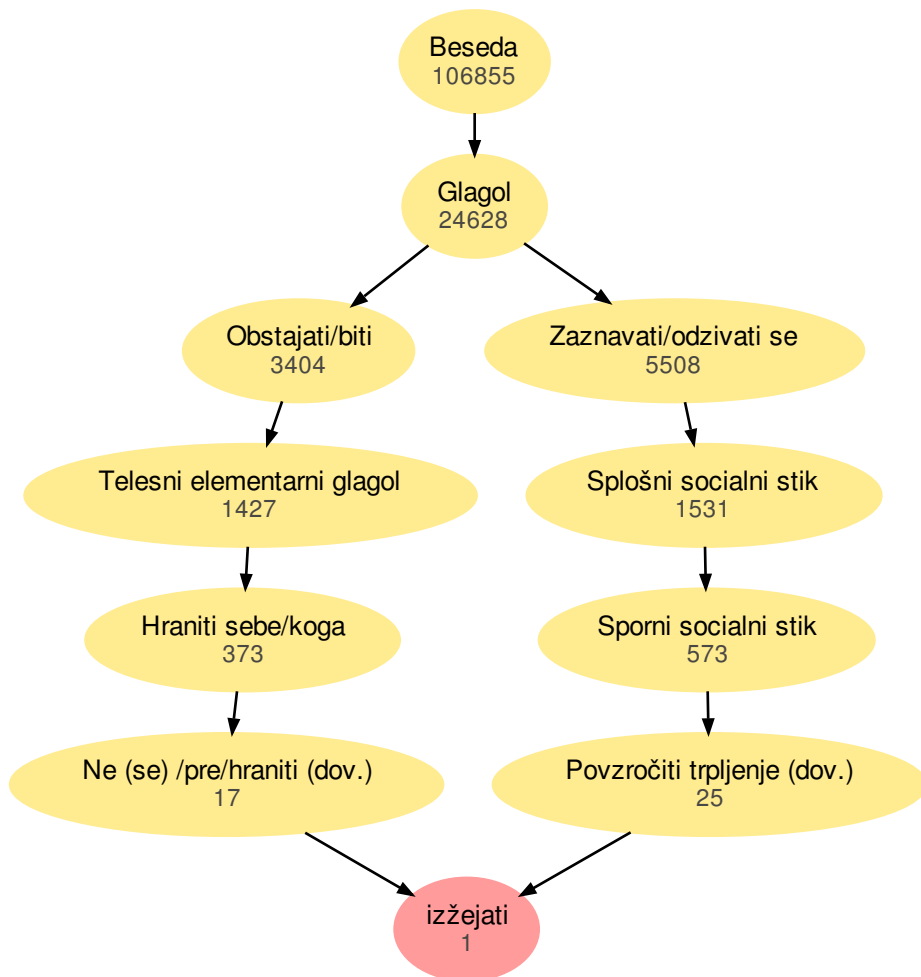 Beseda
106855
Glagol
24628
Obstajati/biti
3404
Zaznavati/odzivati se
5508
Telesni elementarni glagol
1427
Splošni socialni stik
1531
Hraniti sebe/koga
373
Sporni socialni stik
573
Ne (se) /pre/hraniti (dov.)
17
Povzročiti trpljenje (dov.)
25
izžejati
1